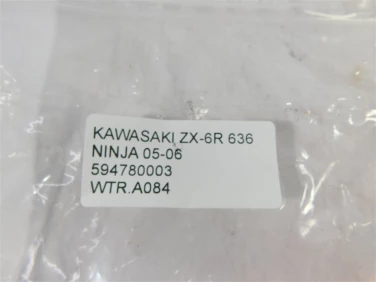 KAWASAKI ZX-6R 636
NINJA 05-06
594780003
WTR.A084